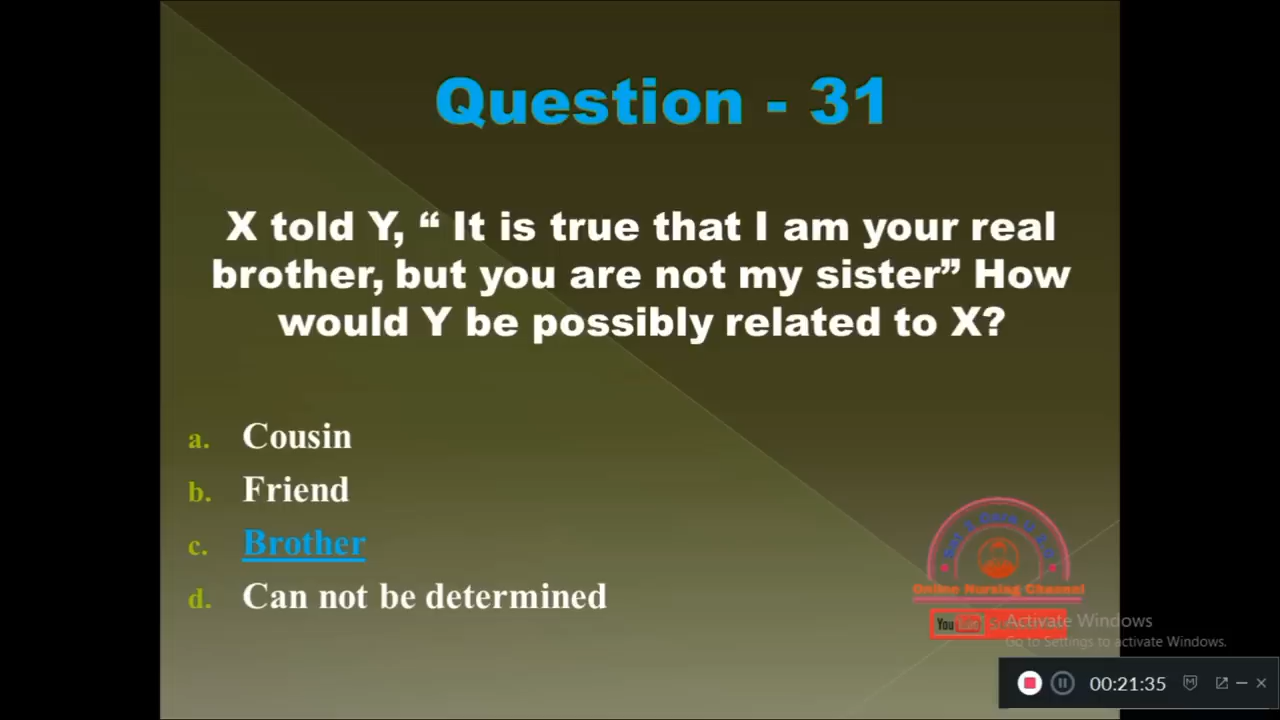 Question - 31
X told Y, “ It is true that I am your real
brother, but you are not my sister” How
would Y be possibly related to X?
a. Cousin
b. Friend
c. Brother
d. Can not be determined
Online Nursing Channel
You
Activate Windows
Go to Settings to activate Windows.
00:21:35